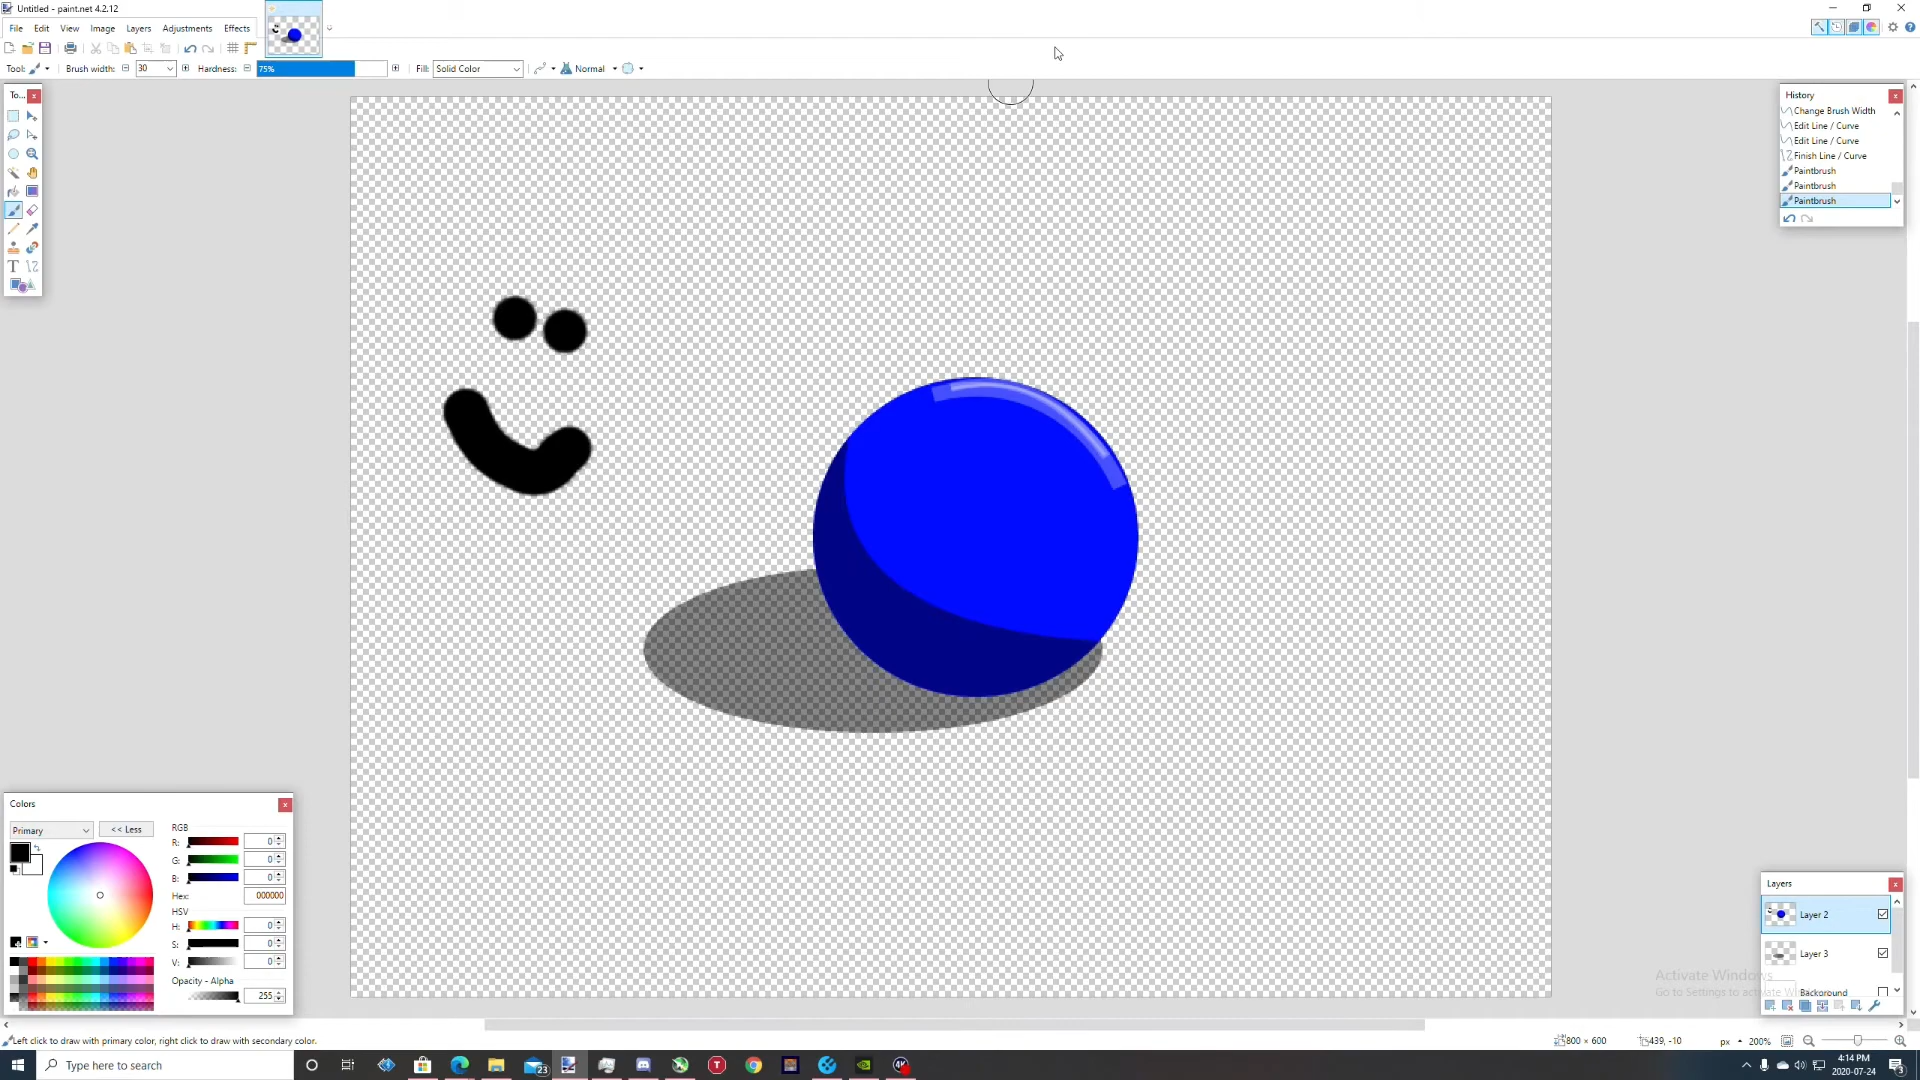 Untitled - paint.net 4.2.12
File Edit View Image Layers Adjustments Effects
Tool: Brush width: 30 Hardness: 75% Fill: Solid Color Normal
To...
History
Change Brush Width
Edit Line / Curve
Edit Line / Curve
Finish Line / Curve
Paintbrush
Paintbrush
Paintbrush
Colors
Primary << Less
RGB
R: 0
G: 0
B: 0
Hex: 000000
HSV
H: 0
S: 0
V: 0
Opacity - Alpha
255
Layers
Layer 2
Layer 3
Background
Activate Windows
Go to Settings to activate Wi
Left click to draw with primary color, right click to draw with secondary color.
800 × 600 439, -10 px 200%
Type here to search
23
T
4K
4:14 PM
2020-07-24
3